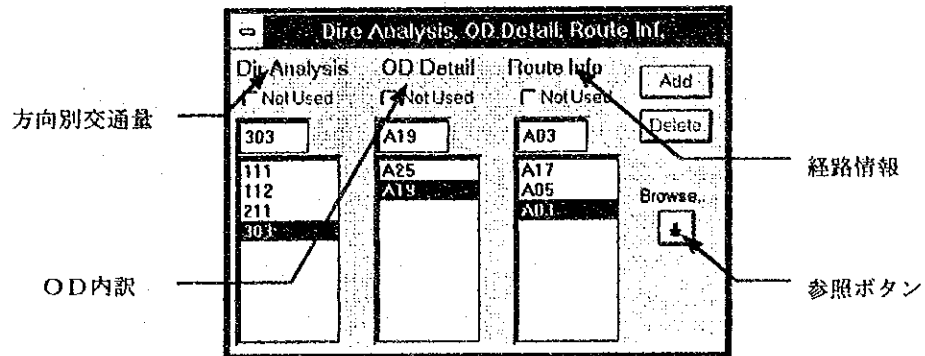 Dire Analysis, OD Detail, Route Inf,
Dir Analysis OD Detail Route Info
Not Used Not Used Not Used
Add
Delete
303 A19 A03
111 A25 A17
112 A19 A05
211 A03
303
Browse..
方向別交通量
OD内訳
経路情報
参照ボタン